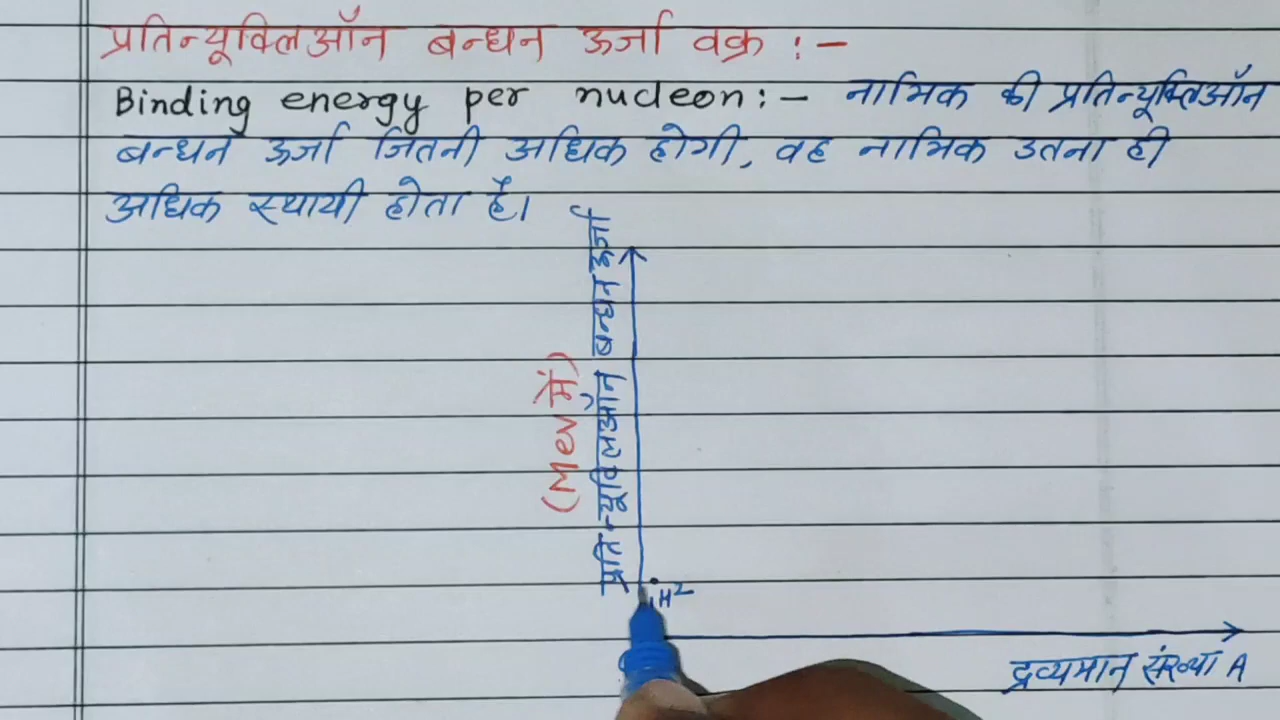 प्रतिन्यूक्लिऑन बन्धन ऊर्जा वक्र :-
Binding energy per nucleon :- नाभिक की प्रतिन्यूक्लिऑन
बन्धन ऊर्जा जितनी अधिक होगी, वह नाभिक उतना ही
अधिक स्थायी होता है।
प्रति न्यूक्लिऑन बन्धन ऊर्जा
(Mev में)
₁H²
द्रव्यमान संख्या A